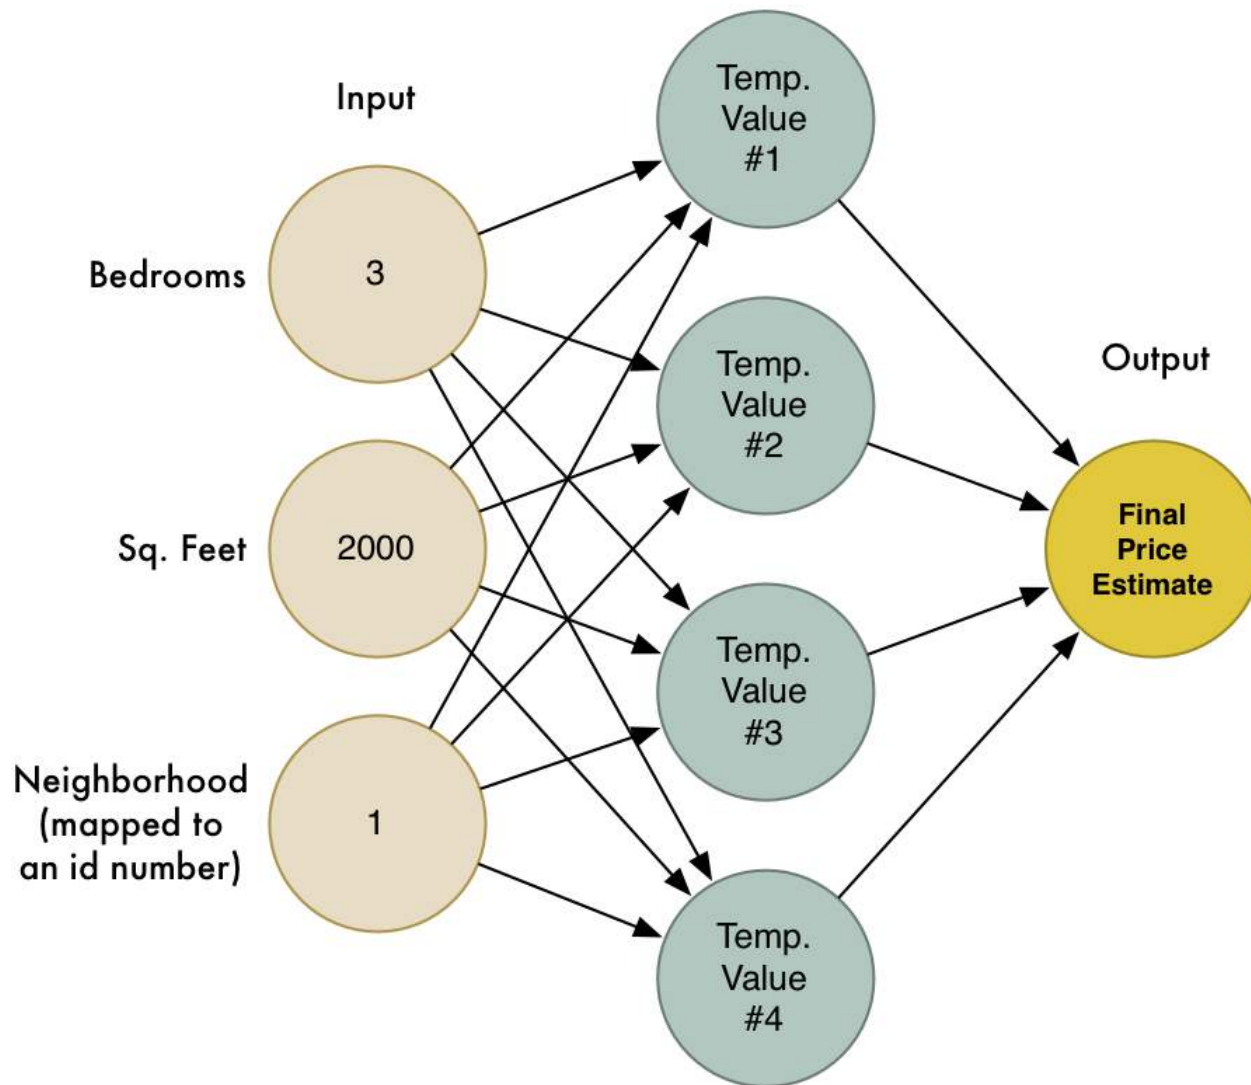 Input
Bedrooms
3
Sq. Feet
2000
Neighborhood
(mapped to
an id number)
1
Temp.
Value
#1
Temp.
Value
#2
Temp.
Value
#3
Temp.
Value
#4
Output
Final
Price
Estimate